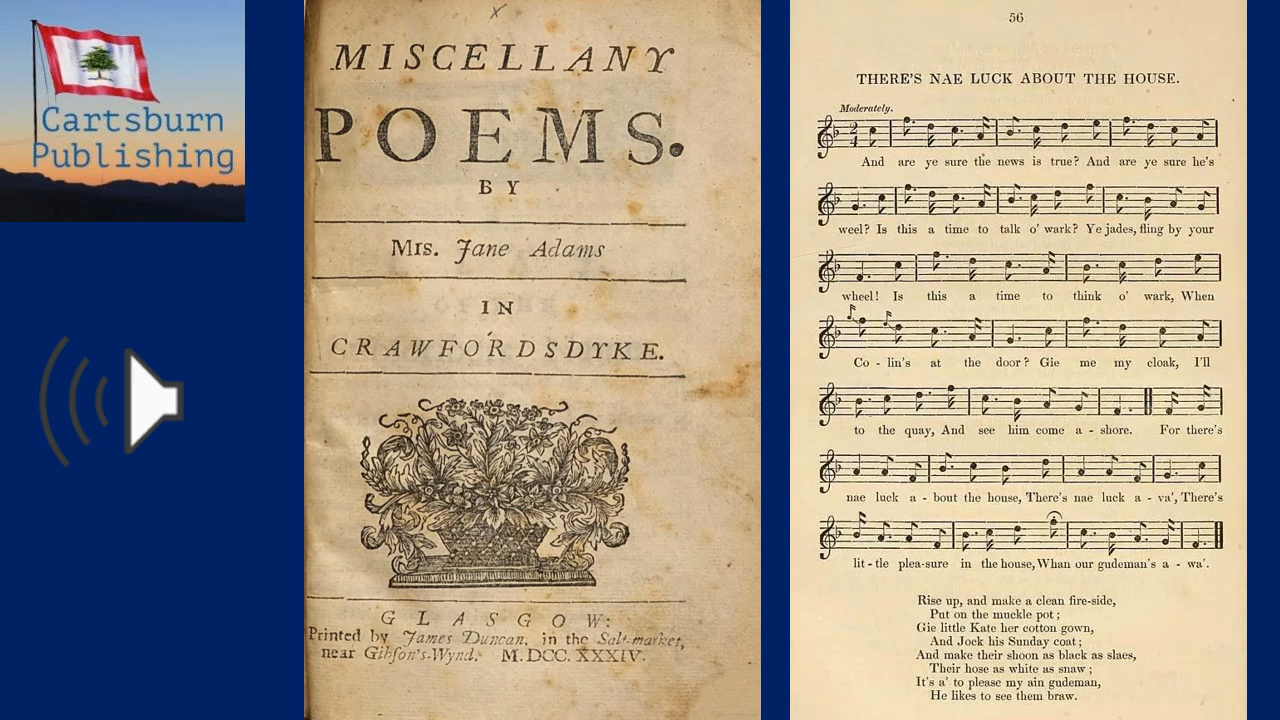 Cartsburn
Publishing
MISCELLANY
POEMS.
BY
Mrs. Jane Adams
IN
CRAWFORDSDYKE.
GLASGOW:
Printed by James Duncan, in the Salt-market,
near Gibson's-Wynd. M.DCC.XXXIV.
56
THERE'S NAE LUCK ABOUT THE HOUSE.
Moderately.
And are ye sure the news is true? And are ye sure he's
weel? Is this a time to talk o' wark? Ye jades, fling by your
wheel! Is this a time to think o' wark, When
Co - lin's at the door? Gie me my cloak, I'll
to the quay, And see him come a - shore. For there's
nae luck a - bout the house, There's nae luck a - va', There's
lit - tle plea-sure in the house, Whan our gudeman's a - wa'.
Rise up, and make a clean fire-side,
Put on the muckle pot;
Gie little Kate her cotton gown,
And Jock his Sunday coat;
And make their shoon as black as slaes,
Their hose as white as snaw;
It's a' to please my ain gudeman,
He likes to see them braw.